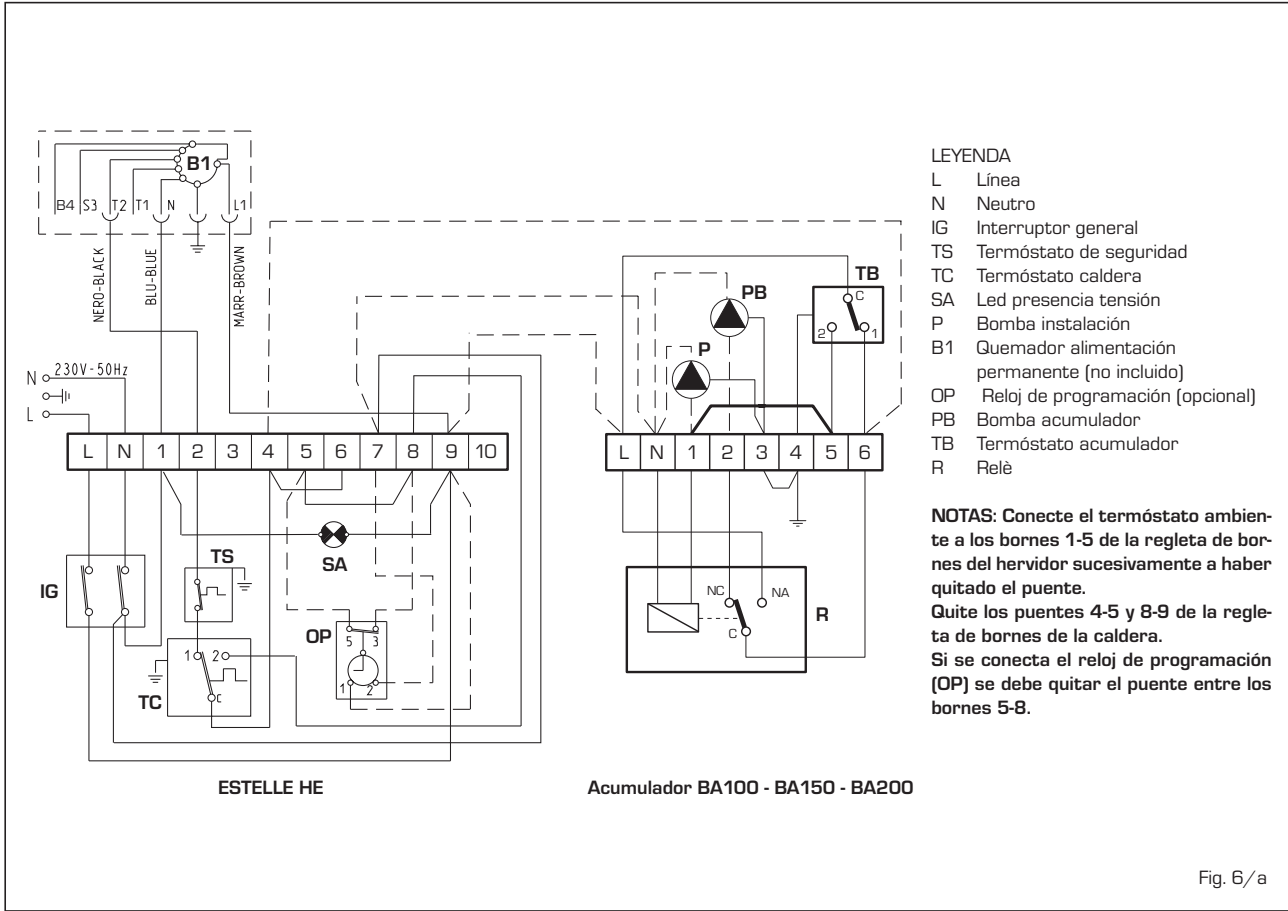 B1
B4 S3 T2 T1 N L1
NERO-BLACK
BLU-BLUE
MARR-BROWN
N 230V-50Hz
L
L N 1 2 3 4 5 6 7 8 9 10
IG
TS
SA
TC
1 2
C
OP
5 3
1 2
ESTELLE HE
PB
P
TB
C
2 1
L N 1 2 3 4 5 6
NC NA
C
R
Acumulador BA100 - BA150 - BA200
LEYENDA
L Línea
N Neutro
IG Interruptor general
TS Termóstato de seguridad
TC Termóstato caldera
SA Led presencia tensión
P Bomba instalación
B1 Quemador alimentación
permanente (no incluido)
OP Reloj de programación (opcional)
PB Bomba acumulador
TB Termóstato acumulador
R Relè
NOTAS: Conecte el termóstato ambien-
te a los bornes 1-5 de la regleta de bor-
nes del hervidor sucesivamente a haber
quitado el puente.
Quite los puentes 4-5 y 8-9 de la regle-
ta de bornes de la caldera.
Si se conecta el reloj de programación
(OP) se debe quitar el puente entre los
bornes 5-8.
Fig. 6/a